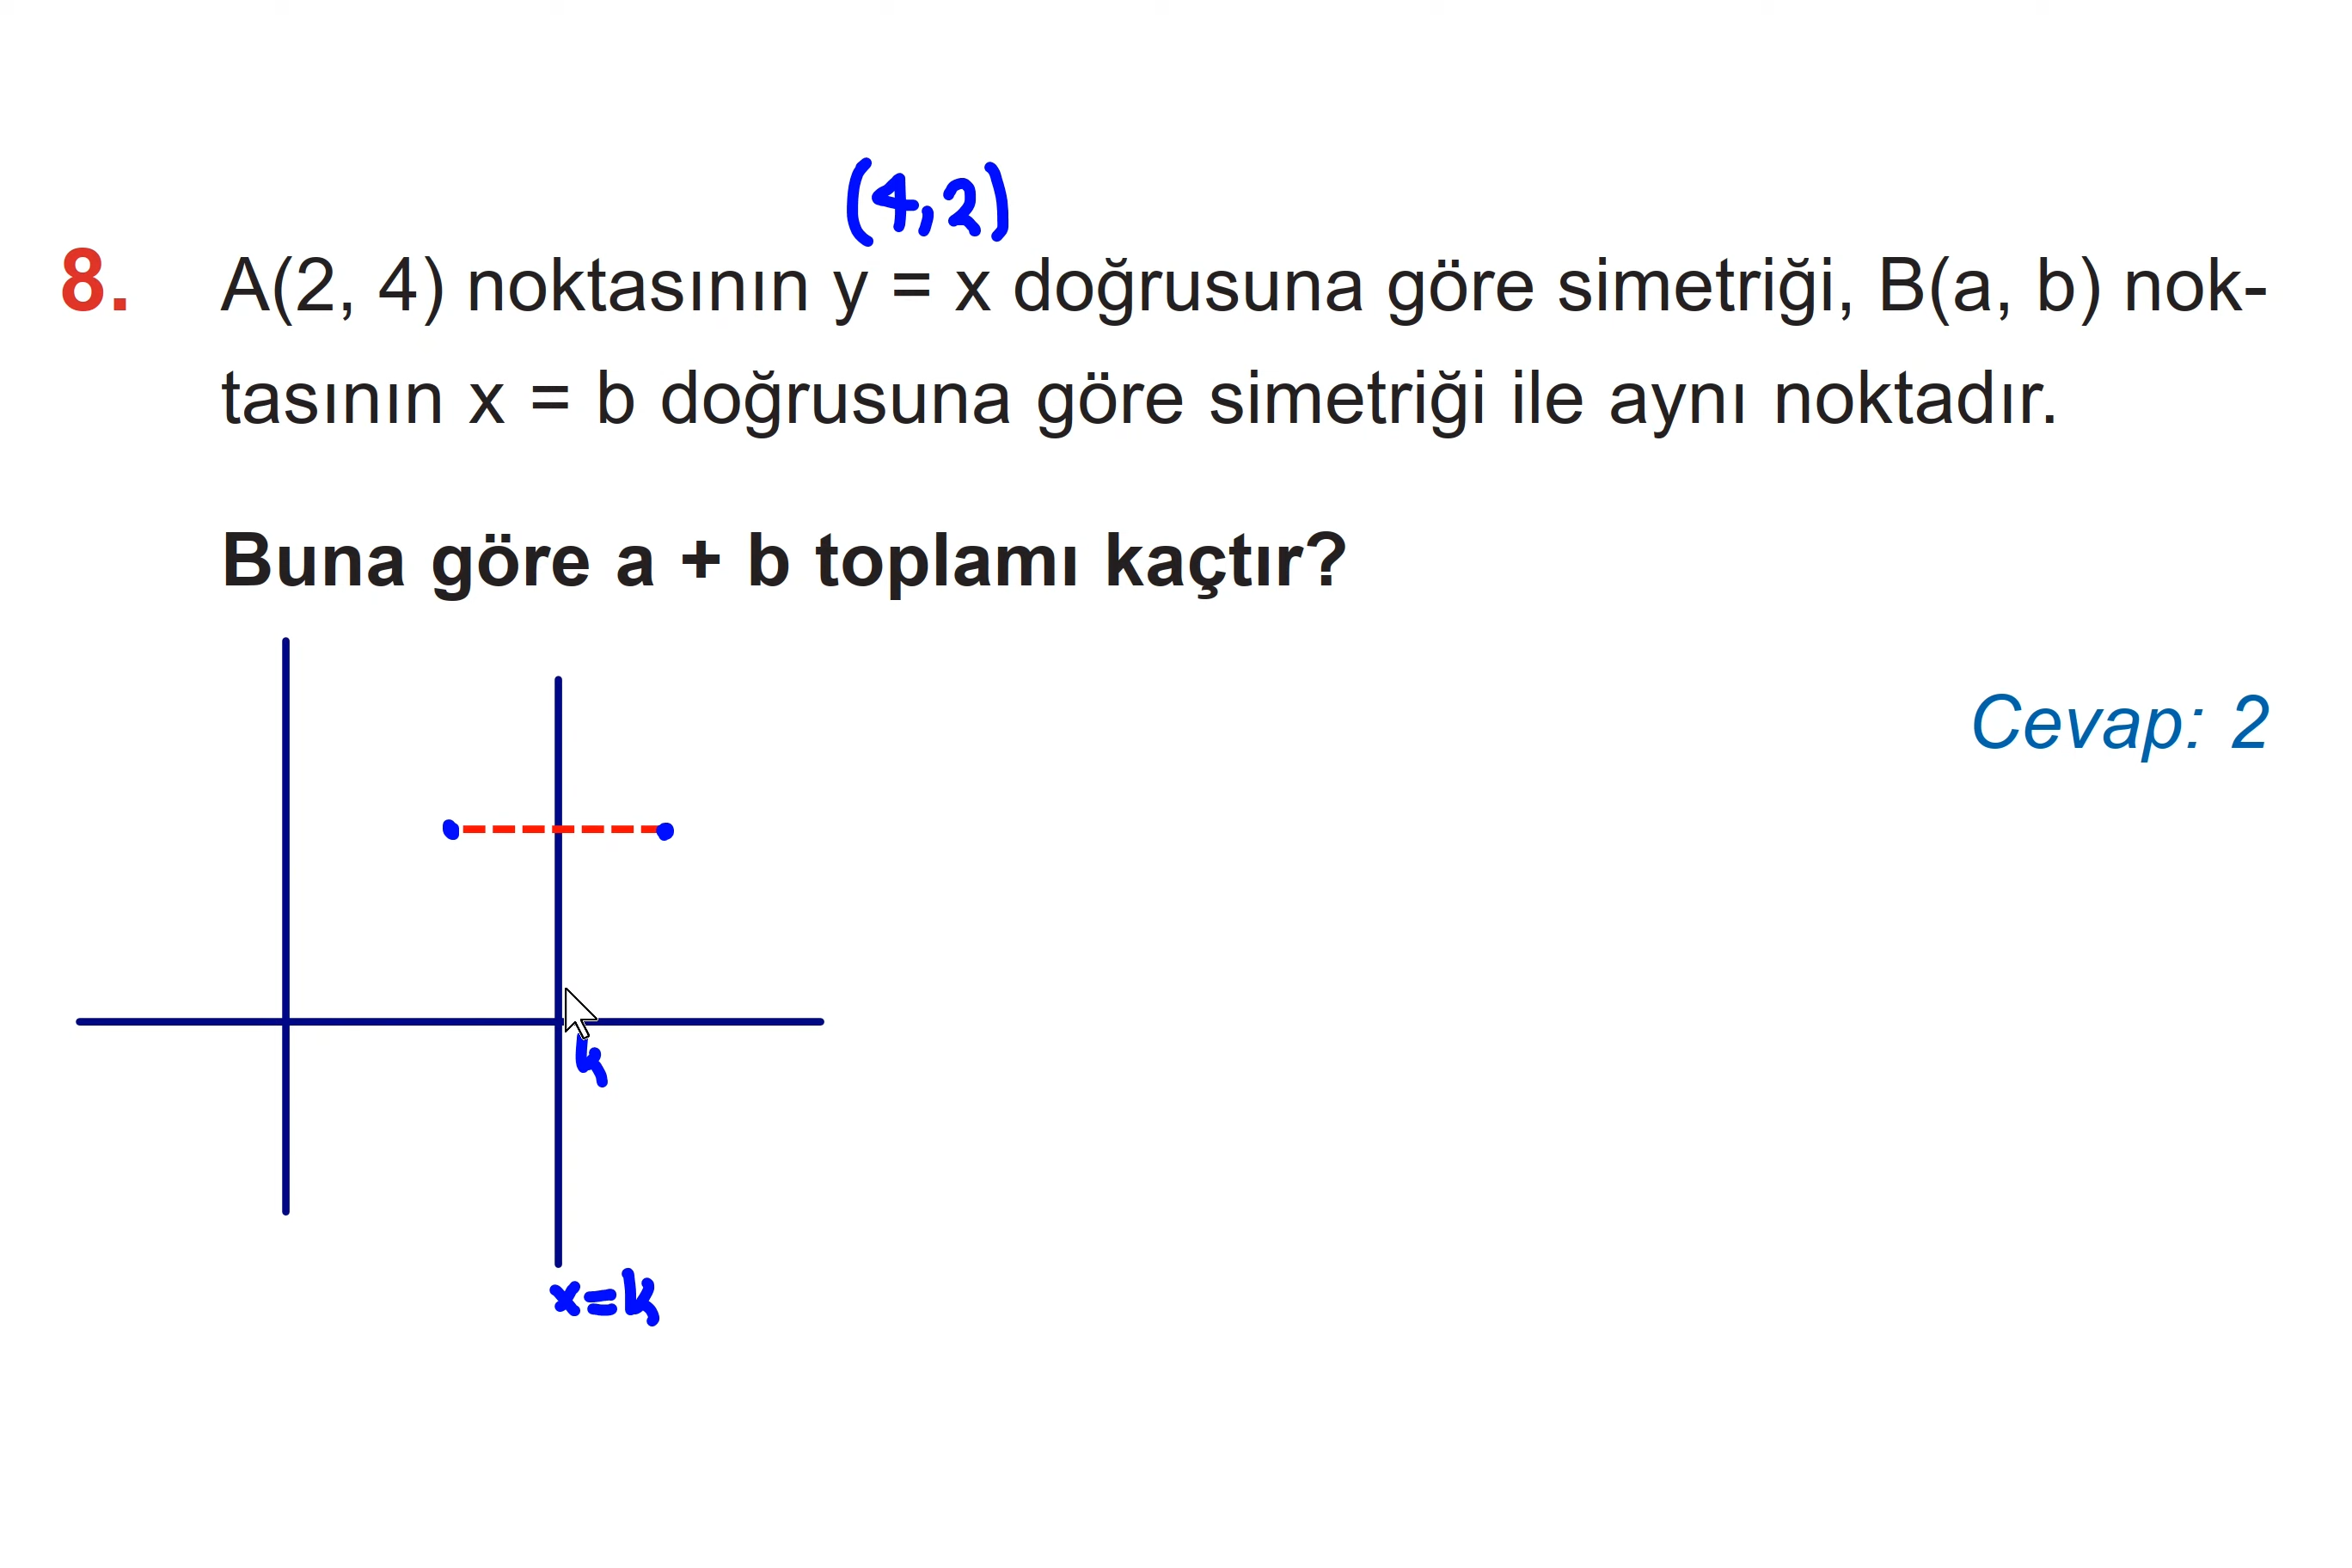 (4,2)
8. A(2, 4) noktasının y = x doğrusuna göre simetriği, B(a, b) nok-
tasının x = b doğrusuna göre simetriği ile aynı noktadır.
Buna göre a + b toplamı kaçtır?
Cevap: 2
k
x=k